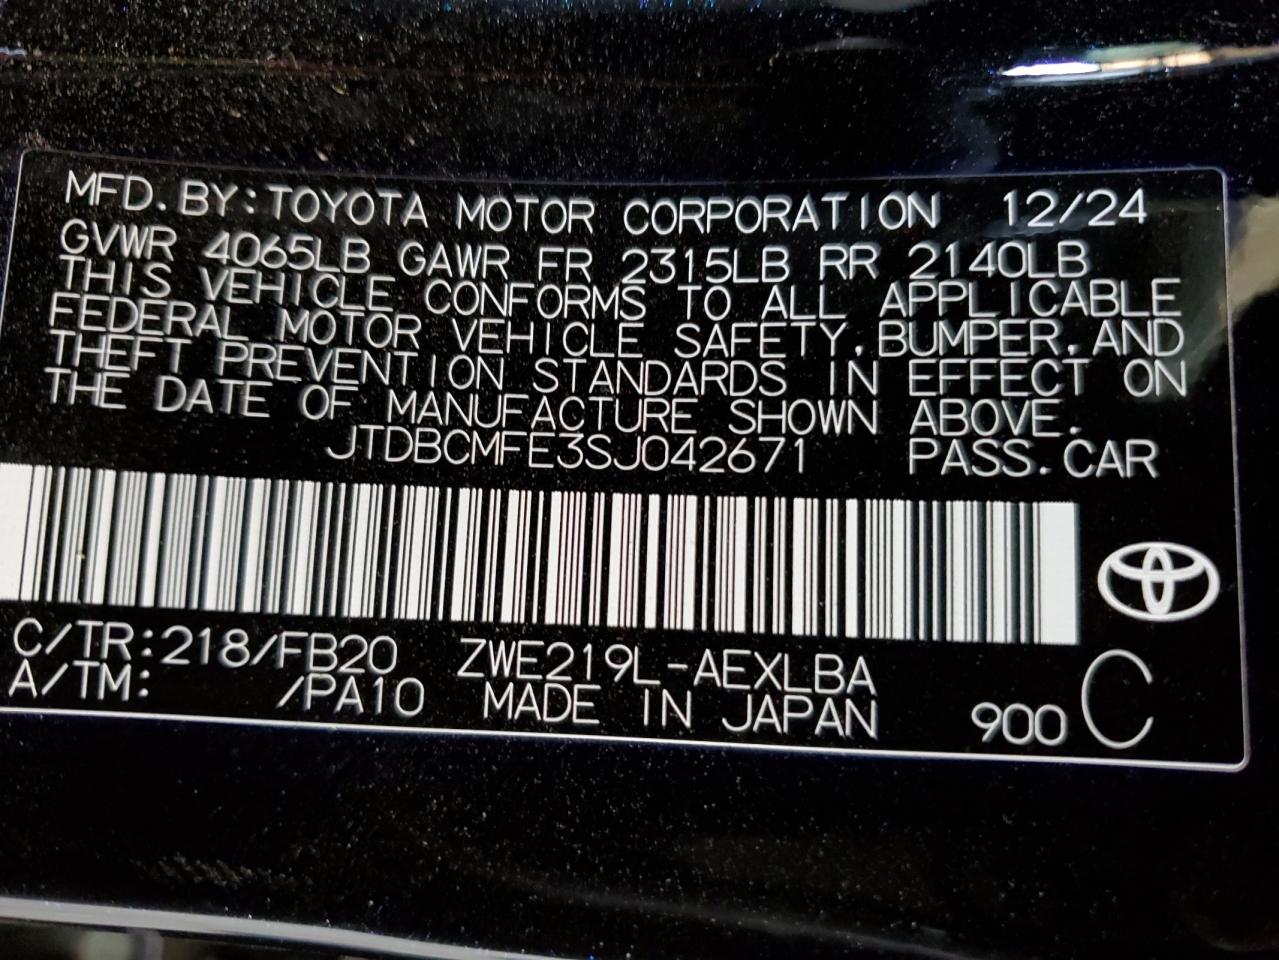 MFD. BY: TOYOTA MOTOR CORPORATION 12/24
GVWR 4065LB GAWR FR 2315LB RR 2140LB
THIS VEHICLE CONFORMS TO ALL APPLICABLE
FEDERAL MOTOR VEHICLE SAFETY, BUMPER, AND
THEFT PREVENTION STANDARDS IN EFFECT ON
THE DATE OF MANUFACTURE SHOWN ABOVE.
JTDBCMFE3SJ042671 PASS. CAR
C/TR: 218/FB20 ZWE219L-AEXLBA
A/TM: /PA10 MADE IN JAPAN 900 C